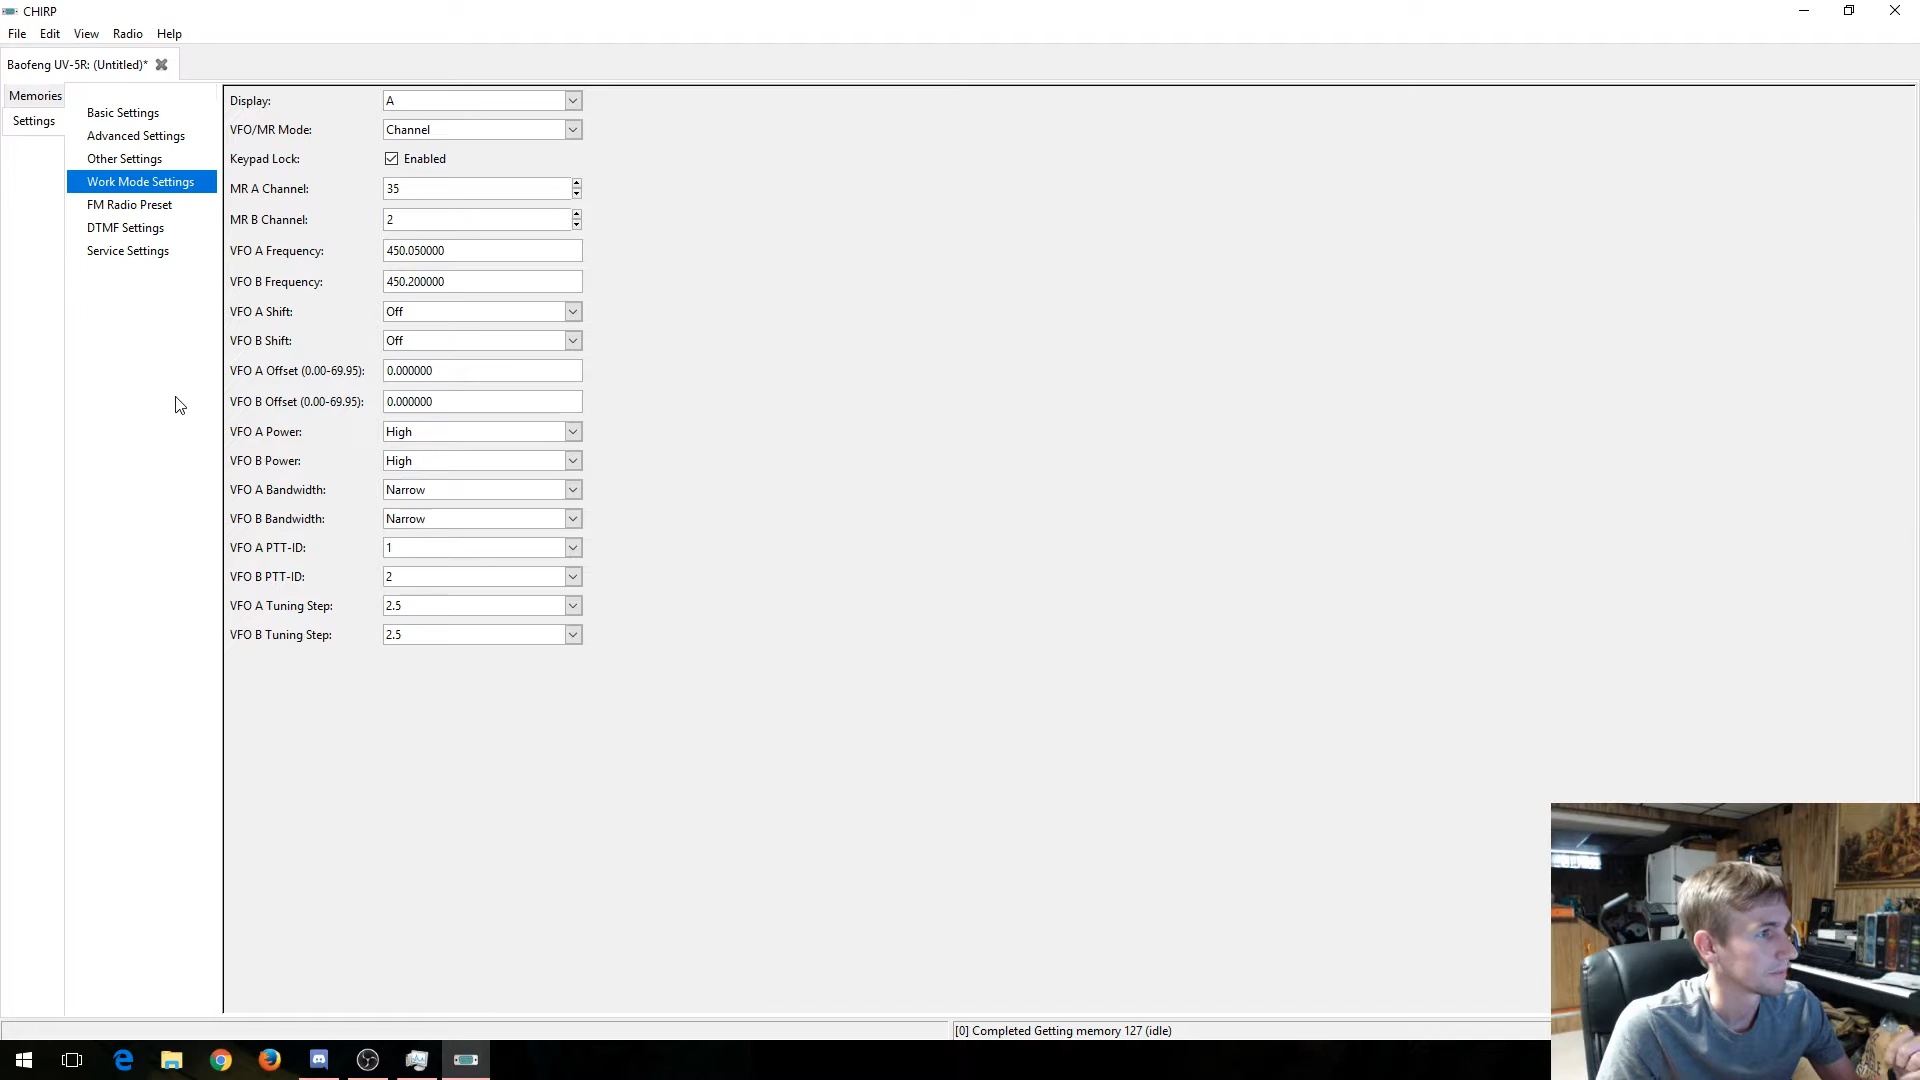 CHIRP
File Edit View Radio Help
Baofeng UV-5R: (Untitled)*
Memories
Settings
Basic Settings
Advanced Settings
Other Settings
Work Mode Settings
FM Radio Preset
DTMF Settings
Service Settings
Display: A
VFO/MR Mode: Channel
Keypad Lock: Enabled
MR A Channel: 35
MR B Channel: 2
VFO A Frequency: 450.050000
VFO B Frequency: 450.200000
VFO A Shift: Off
VFO B Shift: Off
VFO A Offset (0.00-69.95): 0.000000
VFO B Offset (0.00-69.95): 0.000000
VFO A Power: High
VFO B Power: High
VFO A Bandwidth: Narrow
VFO B Bandwidth: Narrow
VFO A PTT-ID: 1
VFO B PTT-ID: 2
VFO A Tuning Step: 2.5
VFO B Tuning Step: 2.5
[0] Completed Getting memory 127 (idle)